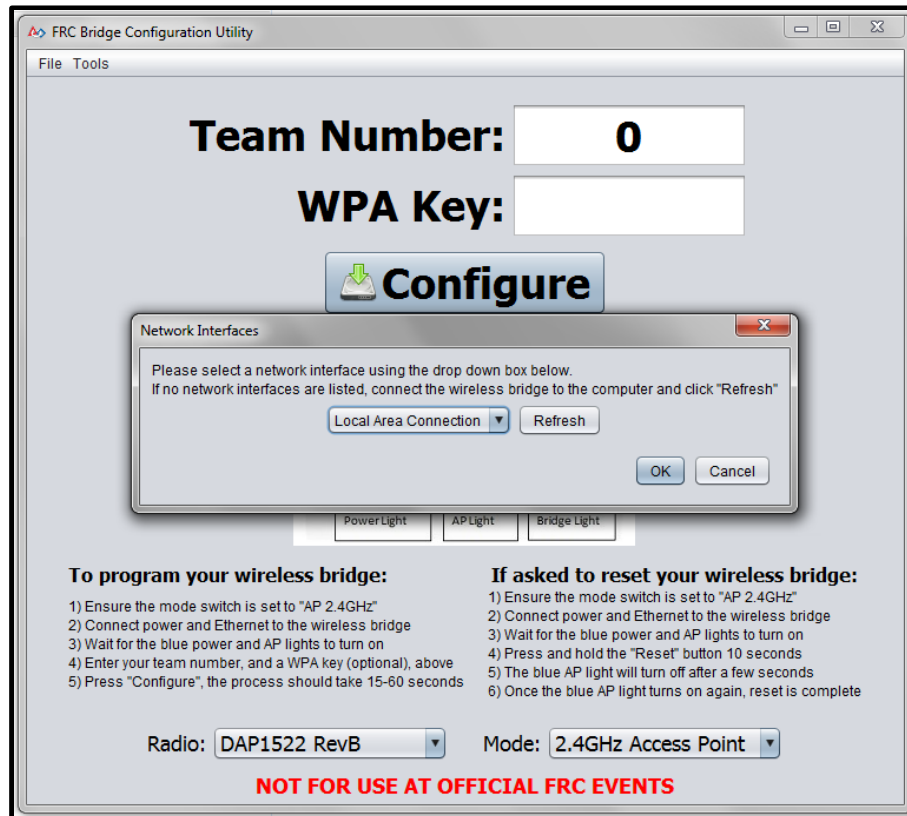 FRC Bridge Configuration Utility
File Tools
Team Number: 0
WPA Key:
Configure
Network Interfaces
Please select a network interface using the drop down box below.
If no network interfaces are listed, connect the wireless bridge to the computer and click "Refresh"
Local Area Connection Refresh
OK Cancel
Power Light AP Light Bridge Light
To program your wireless bridge:
1) Ensure the mode switch is set to "AP 2.4GHz"
2) Connect power and Ethernet to the wireless bridge
3) Wait for the blue power and AP lights to turn on
4) Enter your team number, and a WPA key (optional), above
5) Press "Configure", the process should take 15-60 seconds
If asked to reset your wireless bridge:
1) Ensure the mode switch is set to "AP 2.4GHz"
2) Connect power and Ethernet to the wireless bridge
3) Wait for the blue power and AP lights to turn on
4) Press and hold the "Reset" button 10 seconds
5) The blue AP light will turn off after a few seconds
6) Once the blue AP light turns on again, reset is complete
Radio: DAP1522 RevB Mode: 2.4GHz Access Point
NOT FOR USE AT OFFICIAL FRC EVENTS